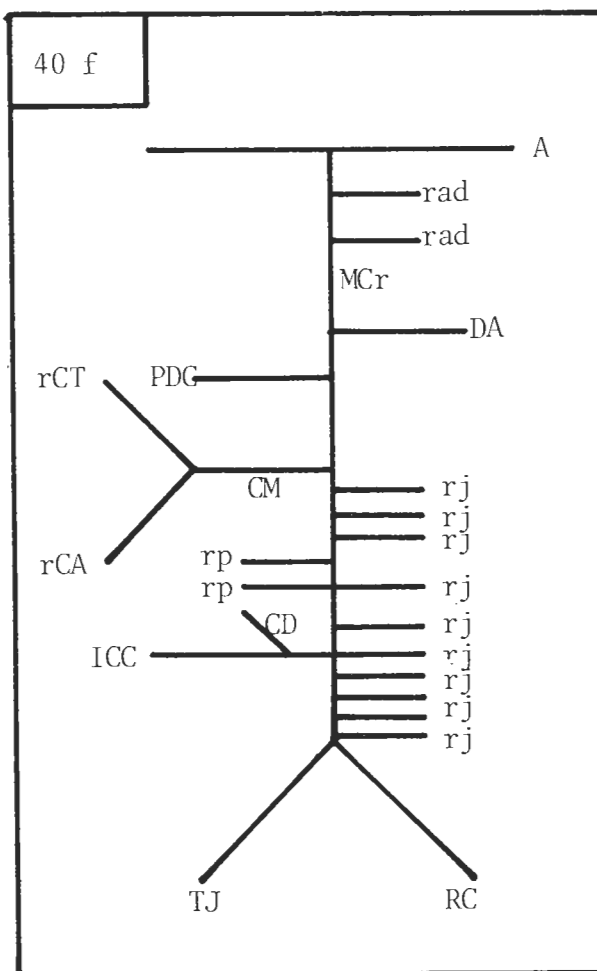 40 f
A
rad
rad
MCr
DA
rCT PDG
CM
rj
rj
rj
rCA rp
rp rj
CD rj
ICC rj
rj
rj
rj
TJ RC